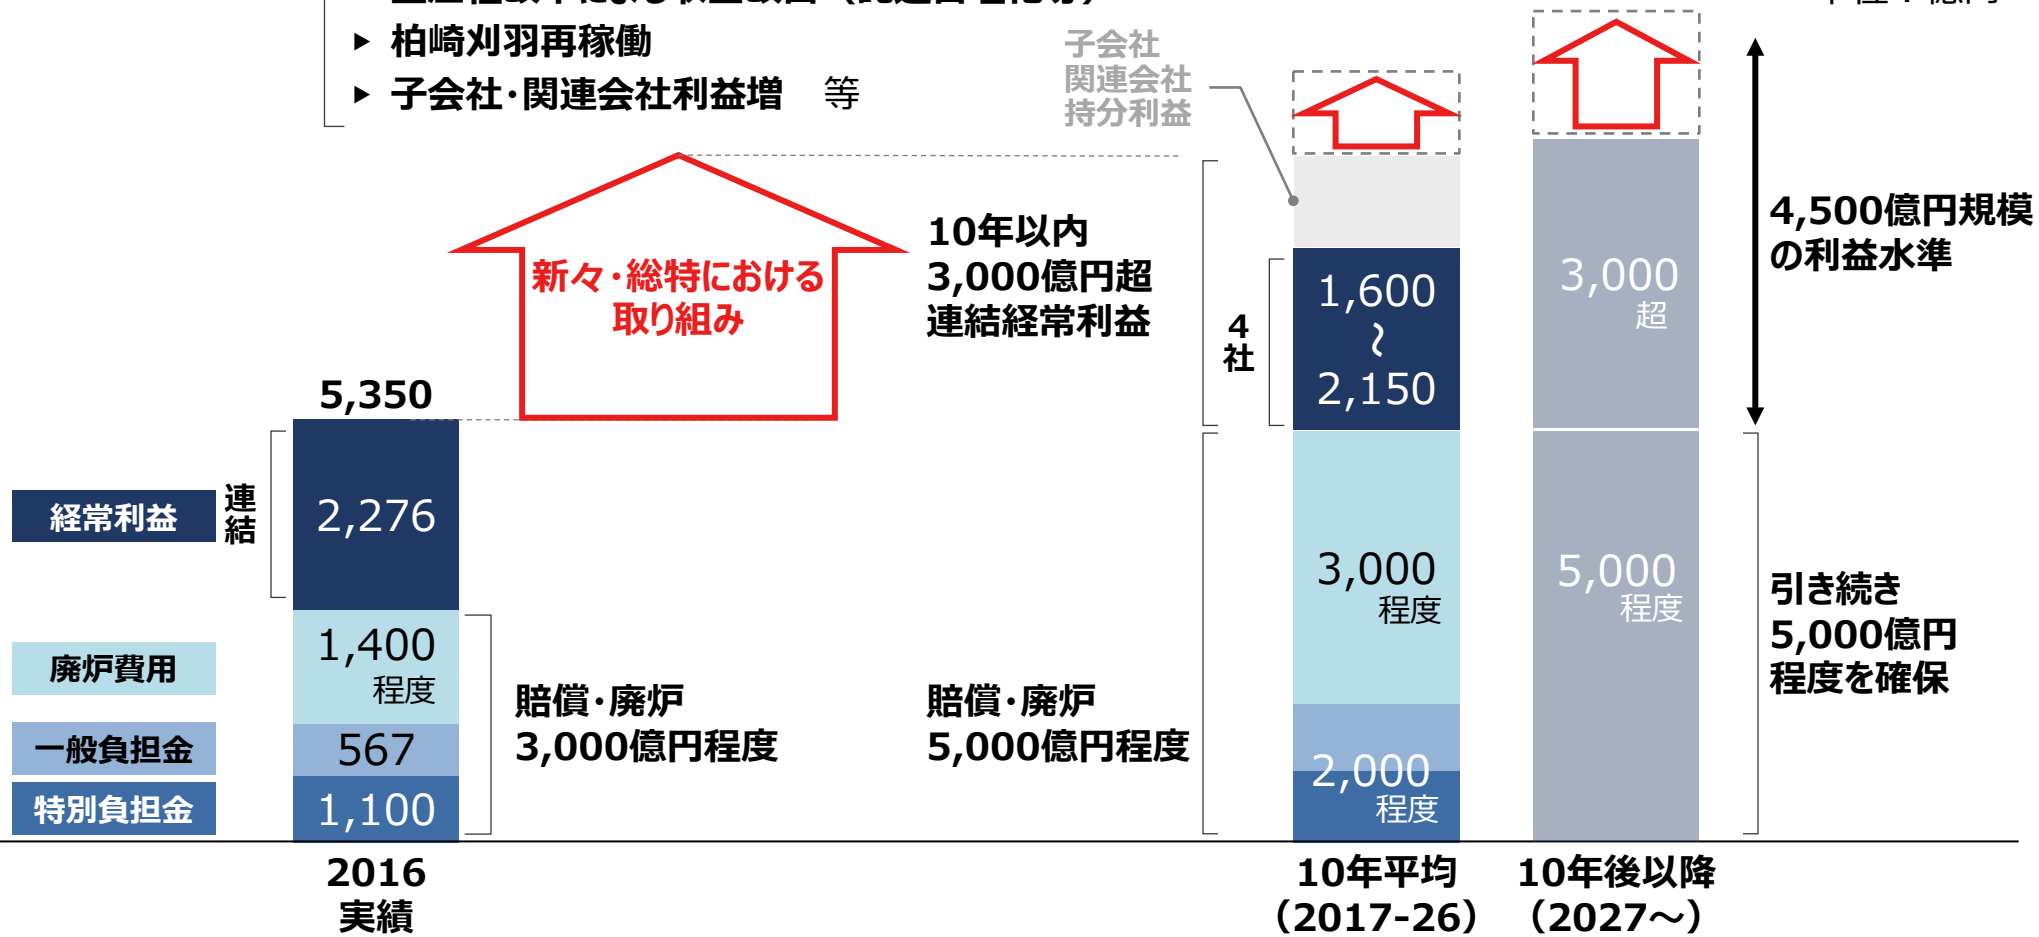 ▶ 柏崎刈羽再稼働
▶ 子会社・関連会社利益増 等
子会社
関連会社
持分利益
新々・総特における
取り組み
10年以内
3,000億円超
連結経常利益
4
社
1,600
～
2,150
3,000
超
4,500億円規模
の利益水準
5,350
経常利益
連
結
2,276
廃炉費用
1,400
程度
一般負担金
567
特別負担金
1,100
賠償・廃炉
3,000億円程度
賠償・廃炉
5,000億円程度
3,000
程度
2,000
程度
5,000
程度
引き続き
5,000億円
程度を確保
2016
実績
10年平均
（2017-26）
10年後以降
（2027～）